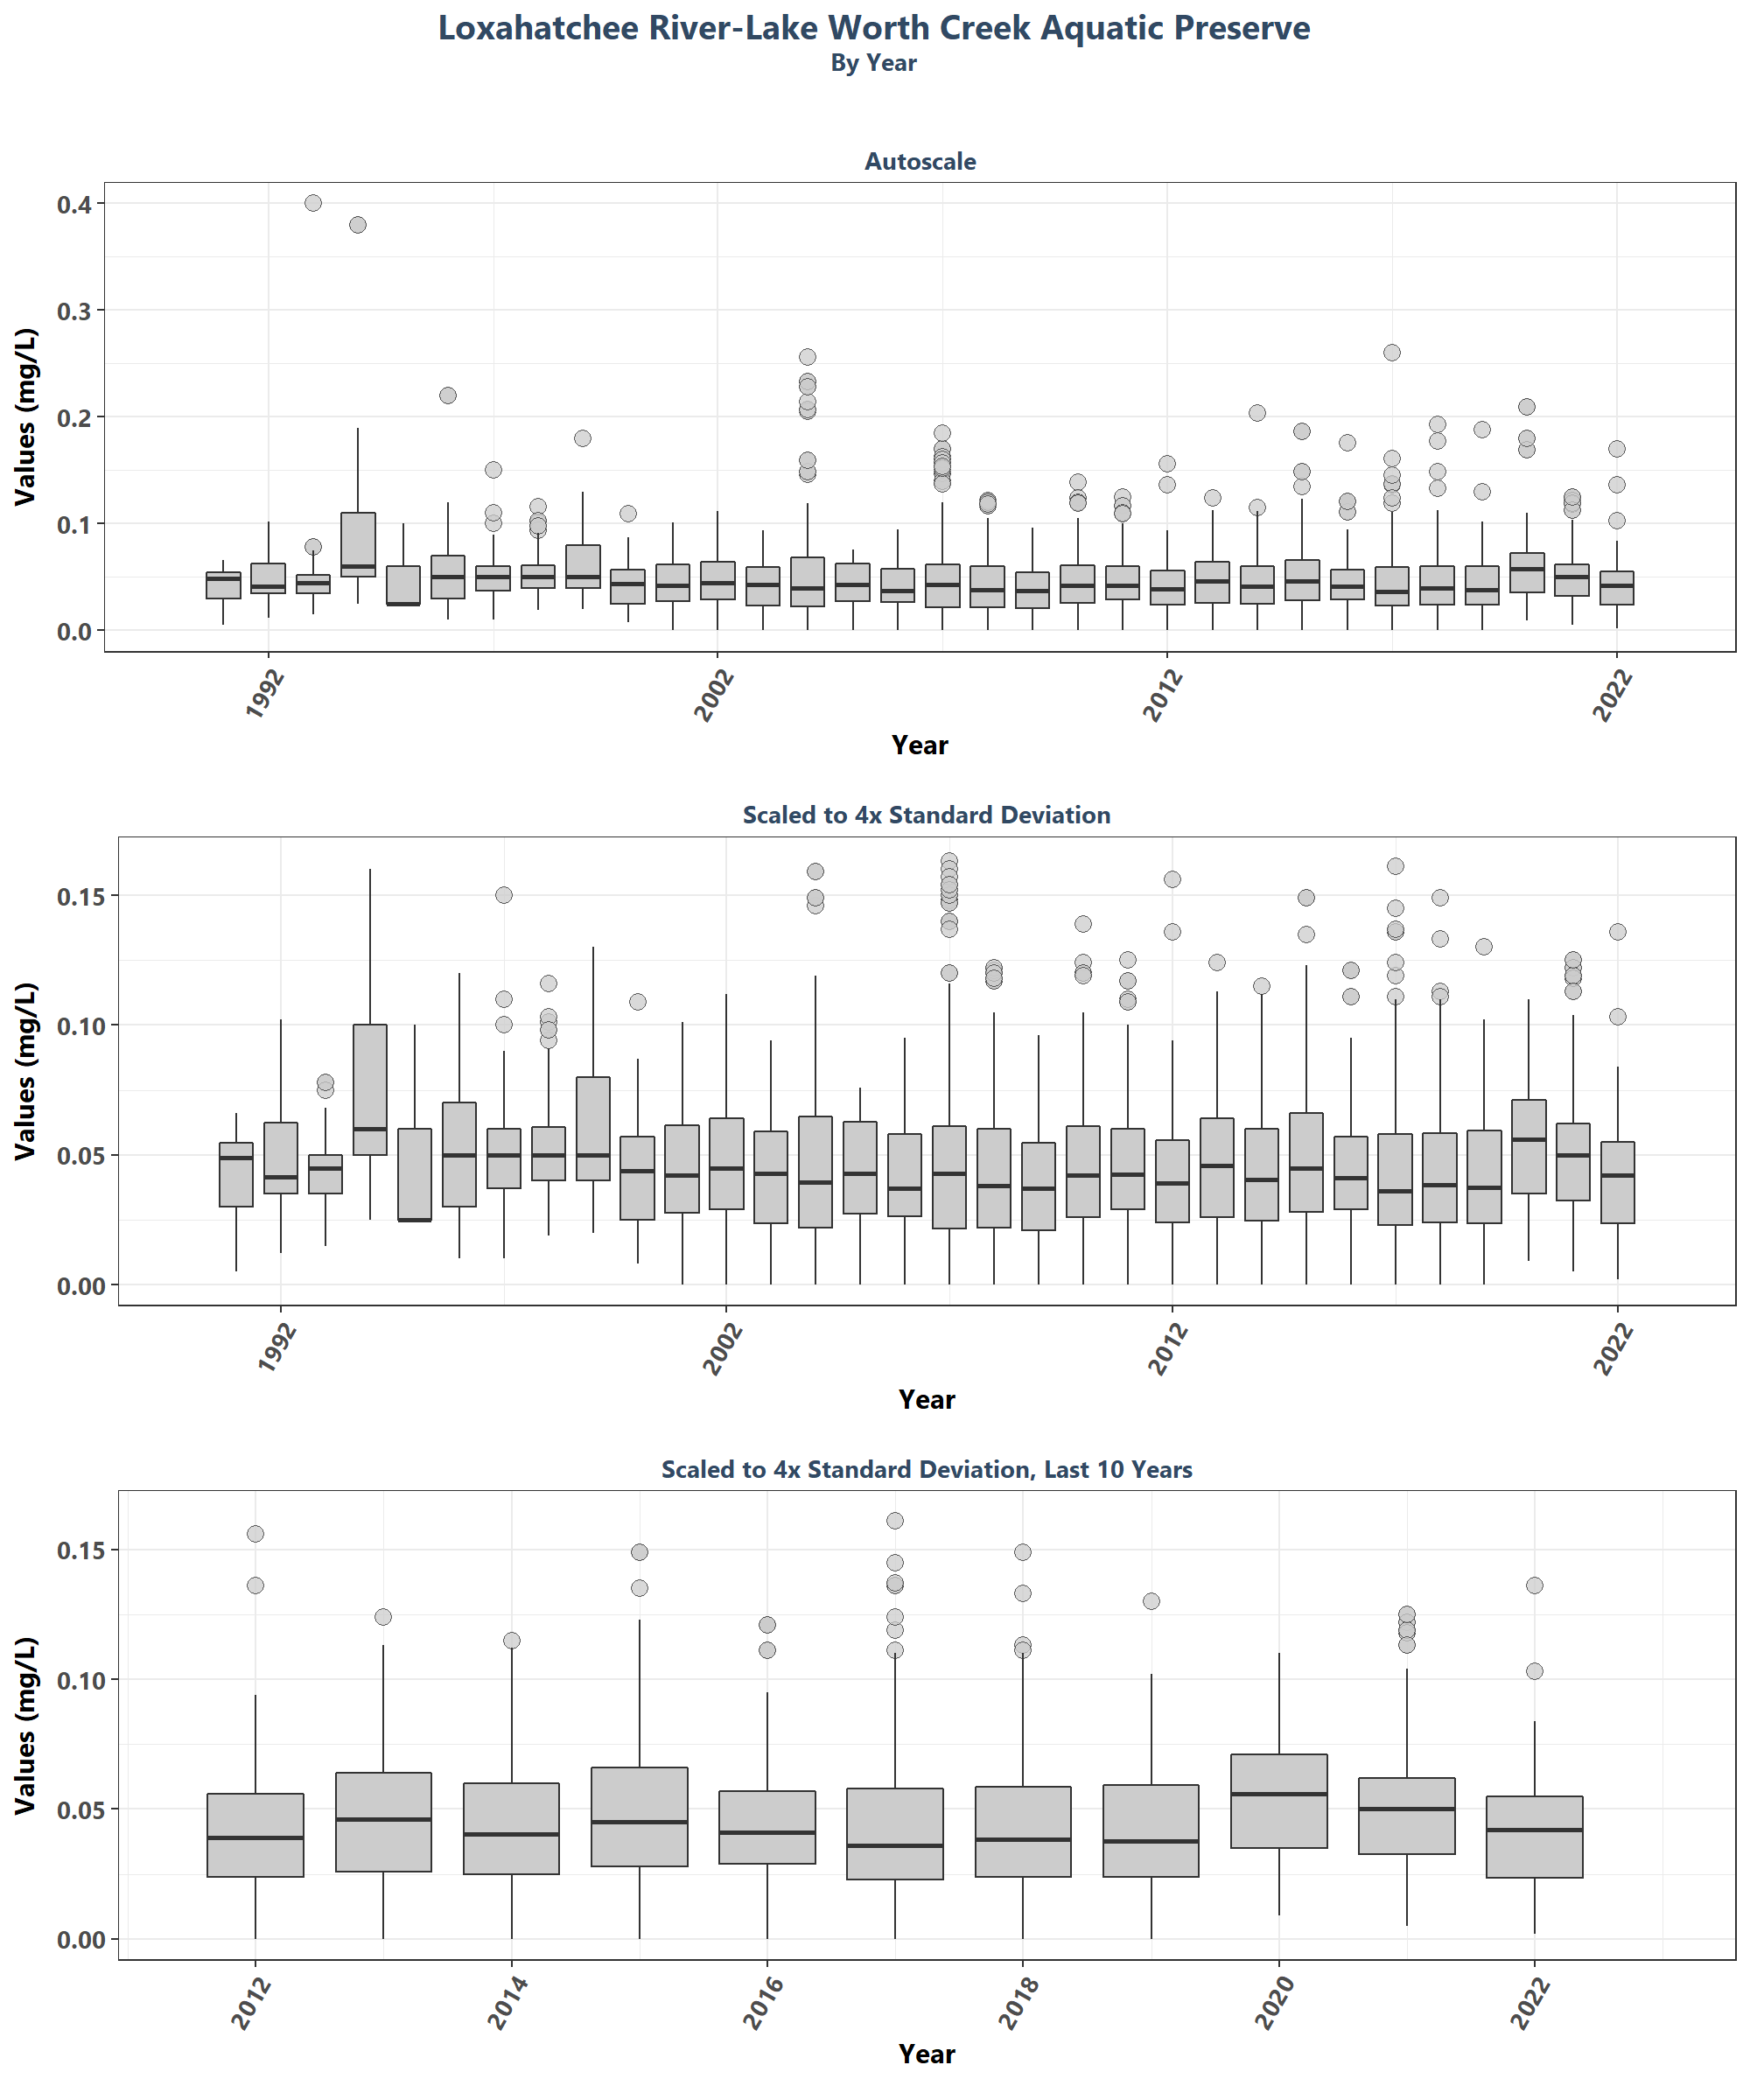 Loxahatchee River-Lake Worth Creek Aquatic Preserve
By Year
Autoscale
Values (mg/L)
0.4
0.3
0.2
0.1
0.0
1992
2002
2012
2022
Year
Scaled to 4x Standard Deviation
Values (mg/L)
0.15
0.10
0.05
0.00
1992
2002
2012
2022
Year
Scaled to 4x Standard Deviation, Last 10 Years
Values (mg/L)
0.15
0.10
0.05
0.00
2012
2014
2016
2018
2020
2022
Year